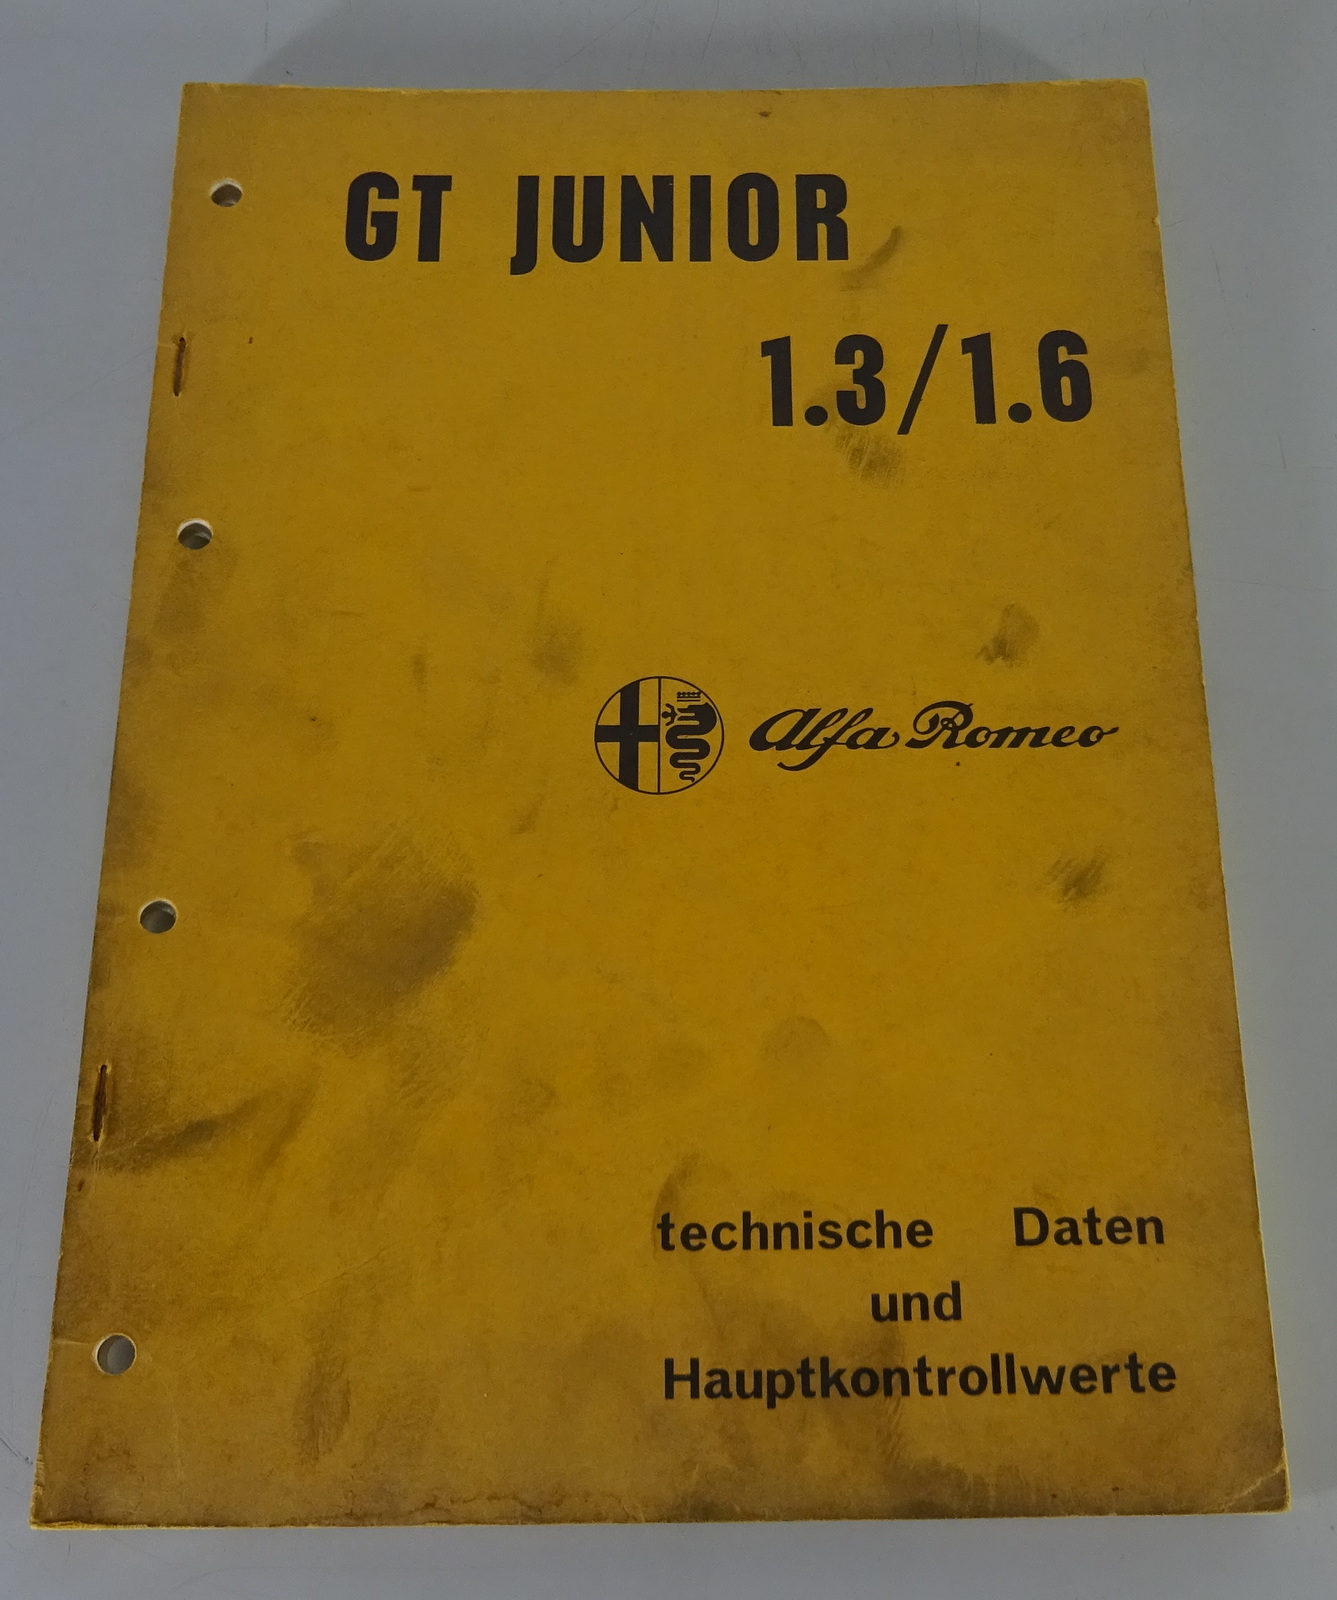 GT JUNIOR
1.3/1.6
Alfa Romeo
technische Daten
und
Hauptkontrollwerte